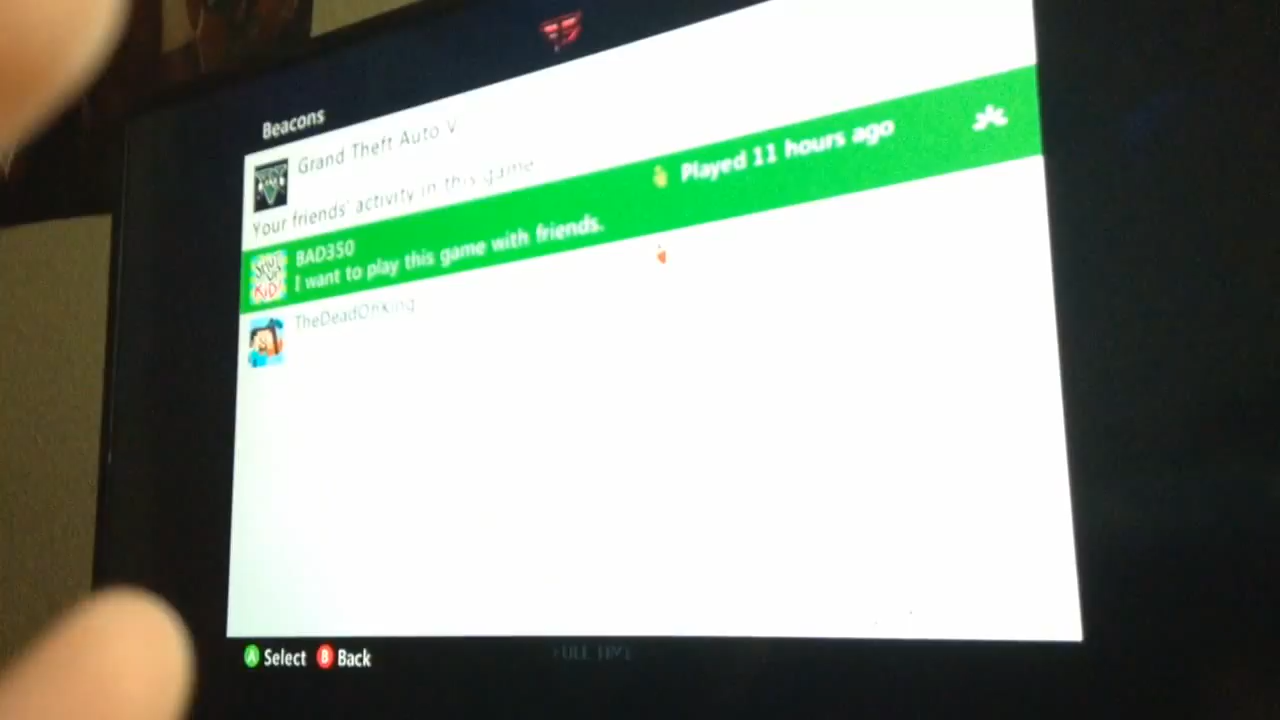 Beacons
Grand Theft Auto V
Your friends' activity in this game
BAD350
Played 11 hours ago
I want to play this game with friends.
TheDeadOnKing
A Select B Back